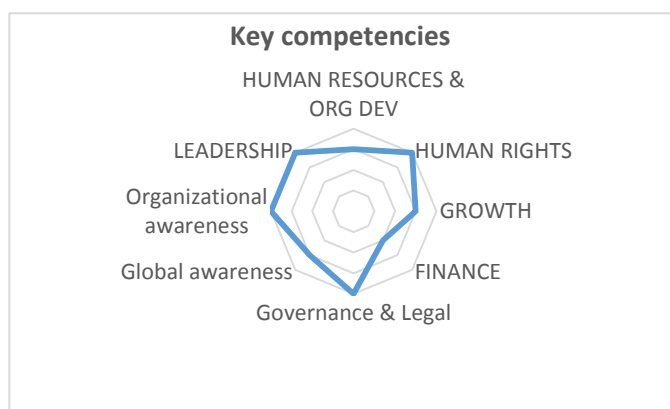 Key competencies
HUMAN RESOURCES &
ORG DEV
LEADERSHIP
HUMAN RIGHTS
Organizational
awareness
GROWTH
Global awareness
FINANCE
Governance & Legal